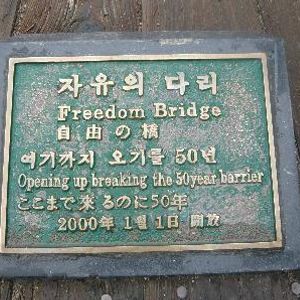 자유의 다리
Freedom Bridge
自由の橋
여기까지 오기를 50년
Opening up breaking the 50year barrier
ここまで来るのに50年
2000年 1月 1日 開放